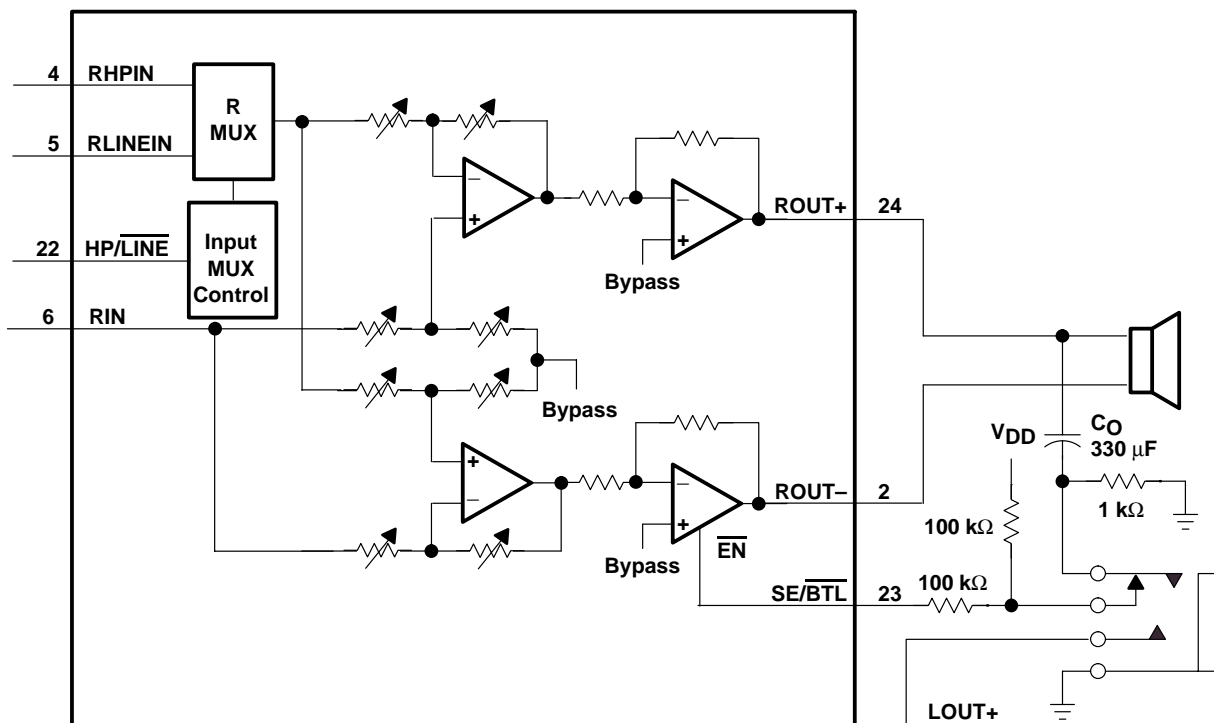 4 RHPIN
R
MUX
5 RLINEIN
22 HP/LINE
Input
MUX
Control
6 RIN
−
+
−
+
Bypass
ROUT+ 24
Bypass
+
−
−
+
Bypass
EN
ROUT− 2
SE/BTL 23
VDD
CO
330 μF
1 kΩ
100 kΩ
100 kΩ
LOUT+